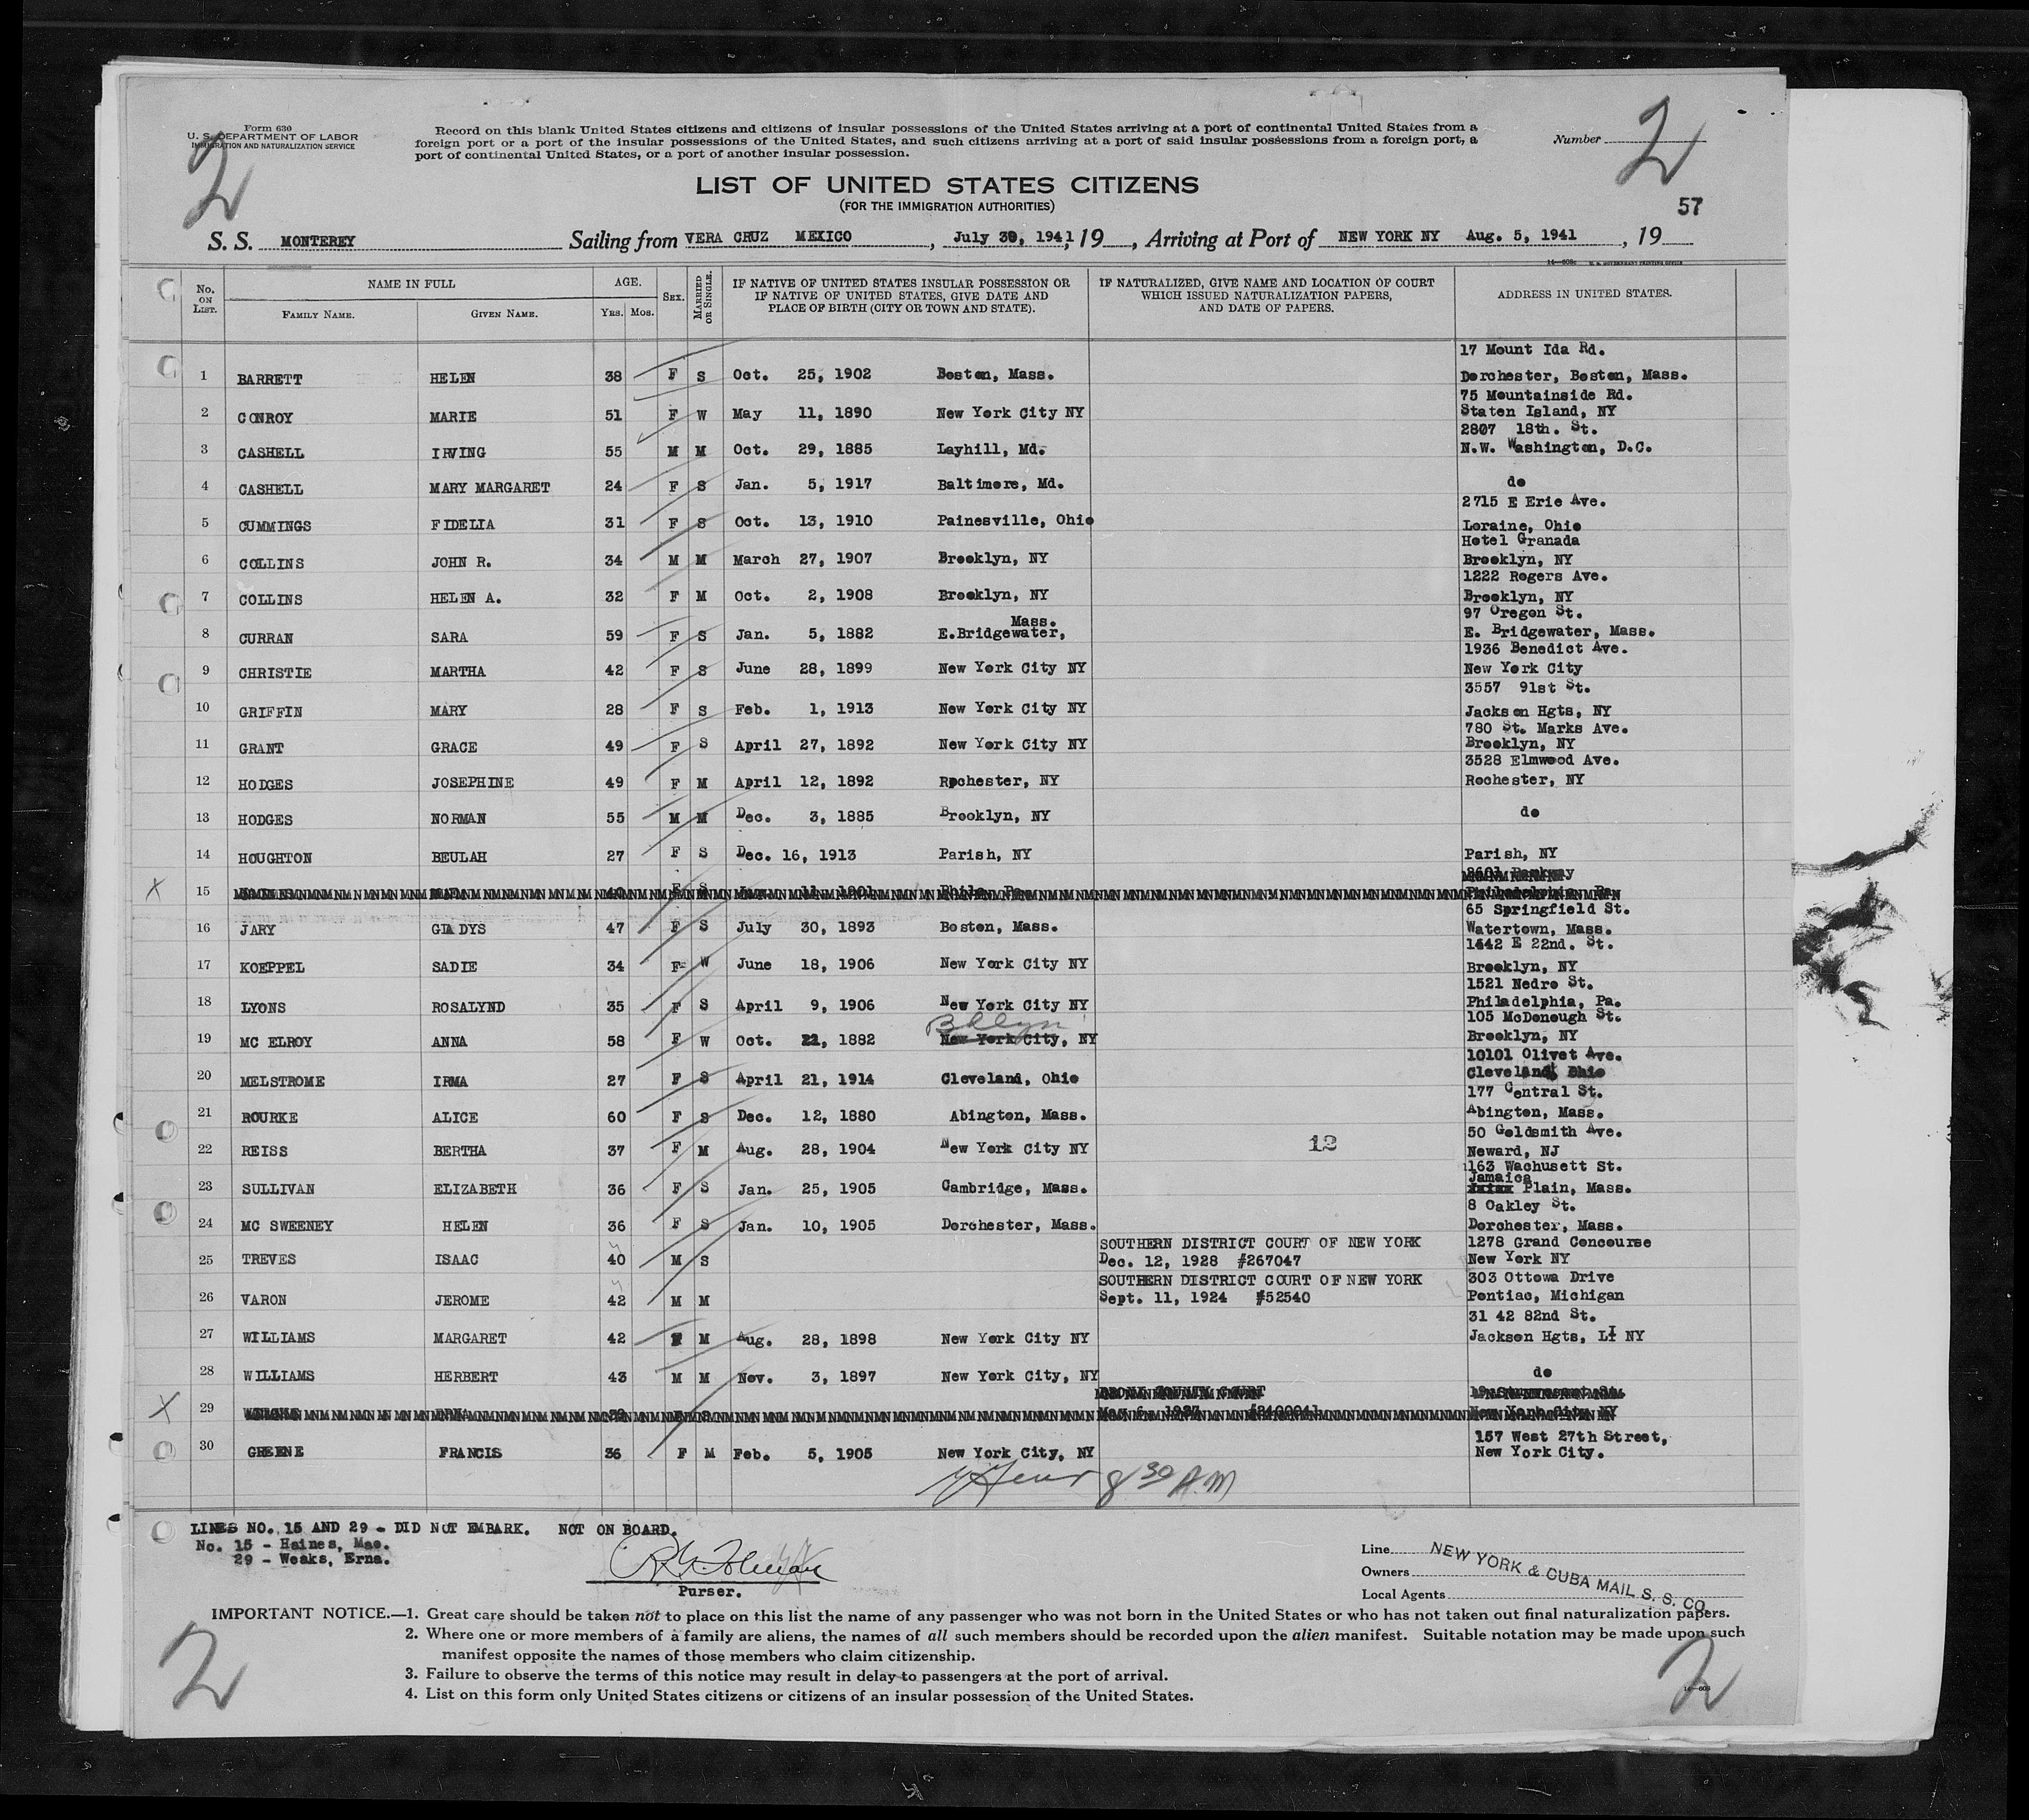 Form 630
U. S. DEPARTMENT OF LABOR
IMMIGRATION AND NATURALIZATION SERVICE
2
Record on this blank United States citizens and citizens of insular possessions of the United States arriving at a port of continental United States from a
foreign port or a port of the insular possessions of the United States, and such citizens arriving at a port of said insular possessions from a foreign port, a
port of continental United States, or a port of another insular possession.
Number
2
LIST OF UNITED STATES CITIZENS
(FOR THE IMMIGRATION AUTHORITIES)
57
S. S. MONTEREY Sailing from VERA CRUZ MEXICO, July 30, 1941, 19__, Arriving at Port of NEW YORK NY Aug. 5, 1941, 19__
No. ON LIST. NAME IN FULL AGE. SEX. MARRIED OR SINGLE. IF NATIVE OF UNITED STATES INSULAR POSSESSION OR IF NATIVE OF UNITED STATES, GIVE DATE AND PLACE OF BIRTH (CITY OR TOWN AND STATE). IF NATURALIZED, GIVE NAME AND LOCATION OF COURT WHICH ISSUED NATURALIZATION PAPERS, AND DATE OF PAPERS. ADDRESS IN UNITED STATES.
FAMILY NAME. GIVEN NAME. YRS. MOS.
17 Mount Ida Rd.
1 BARRETT HELEN 38 F S Oct. 25, 1902 Boston, Mass. Dorchester, Boston, Mass.
75 Mountainside Rd.
2 CONROY MARIE 51 F W May 11, 1890 New York City NY Staten Island, NY
2807 18th. St.
3 CASHELL IRVING 55 M M Oct. 29, 1885 Layhill, Md. N.W. Washington, D.C.
4 CASHELL MARY MARGARET 24 F S Jan. 5, 1917 Baltimore, Md. do
2715 E Erie Ave.
5 CUMMINGS FIDELIA 31 F S Oct. 13, 1910 Painesville, Ohio Loraine, Ohio
Hotel Granada
6 COLLINS JOHN R. 34 M M March 27, 1907 Brooklyn, NY Brooklyn, NY
1222 Rogers Ave.
7 COLLINS HELEN A. 32 F M Oct. 2, 1908 Brooklyn, NY Brooklyn, NY
Mass. 97 Oregon St.
8 CURRAN SARA 59 F S Jan. 5, 1882 E.Bridgewater, E. Bridgewater, Mass.
1936 Benedict Ave.
9 CHRISTIE MARTHA 42 F S June 28, 1899 New York City NY New York City
3557 91st St.
10 GRIFFIN MARY 28 F S Feb. 1, 1913 New York City NY Jackson Hgts, NY
780 St. Marks Ave.
11 GRANT GRACE 49 F S April 27, 1892 New York City NY Brooklyn, NY
3528 Elmwood Ave.
12 HODGES JOSEPHINE 49 F M April 12, 1892 Rochester, NY Rochester, NY
13 HODGES NORMAN 55 M M Dec. 3, 1885 Brooklyn, NY do
14 HOUGHTON BEULAH 27 F S Dec. 16, 1913 Parish, NY Parish, NY
X 15
65 Springfield St.
16 JARY GLADYS 47 F S July 30, 1893 Boston, Mass. Watertown, Mass.
1442 E 22nd. St.
17 KOEPPEL SADIE 34 F W June 18, 1906 New York City NY Brooklyn, NY
1521 Nedro St.
18 LYONS ROSALYND 35 F S April 9, 1906 New York City NY Philadelphia, Pa.
Bklyn 105 McDonough St.
19 MC ELROY ANNA 58 F W Oct. 21, 1882 New York City, NY Brooklyn, NY
10101 Olivet Ave.
20 MELSTROME IRMA 27 F S April 21, 1914 Cleveland, Ohio Cleveland Ohio
177 Central St.
21 ROURKE ALICE 60 F S Dec. 12, 1880 Abington, Mass. Abington, Mass.
50 Goldsmith Ave.
22 REISS BERTHA 37 F M Aug. 28, 1904 New York City NY 12 Neward, NJ
163 Wachusett St.
Jamaica
23 SULLIVAN ELIZABETH 36 F S Jan. 25, 1905 Cambridge, Mass. Plain, Mass.
8 Oakley St.
24 MC SWEENEY HELEN 36 F S Jan. 10, 1905 Dorchester, Mass. Dorchester, Mass.
SOUTHERN DISTRICT COURT OF NEW YORK 1278 Grand Concourse
25 TREVES ISAAC 40 M S Dec. 12, 1928 #267047 New York NY
SOUTHERN DISTRICT COURT OF NEW YORK 303 Ottowa Drive
26 VARON JEROME 42 M M Sept. 11, 1924 #52540 Pontiac, Michigan
31 42 82nd St.
27 WILLIAMS MARGARET 42 F M Aug. 28, 1898 New York City NY Jackson Hgts, LI NY
28 WILLIAMS HERBERT 43 M M Nov. 3, 1897 New York City, NY do
X 29
157 West 27th Street,
30 GREENE FRANCIS 36 F M Feb. 5, 1905 New York City, NY New York City.
8 30 A.M
LINES NO. 15 AND 29 - DID NOT EMBARK. NOT ON BOARD.
No. 15 - Haines, Mae.
29 - Weaks, Erna.
Purser.
Line
Owners
Local Agents
NEW YORK & CUBA MAIL S. S. CO.
IMPORTANT NOTICE.—1. Great care should be taken not to place on this list the name of any passenger who was not born in the United States or who has not taken out final naturalization papers.
2. Where one or more members of a family are aliens, the names of all such members should be recorded upon the alien manifest. Suitable notation may be made upon such
manifest opposite the names of those members who claim citizenship.
3. Failure to observe the terms of this notice may result in delay to passengers at the port of arrival.
4. List on this form only United States citizens or citizens of an insular possession of the United States.
2
2